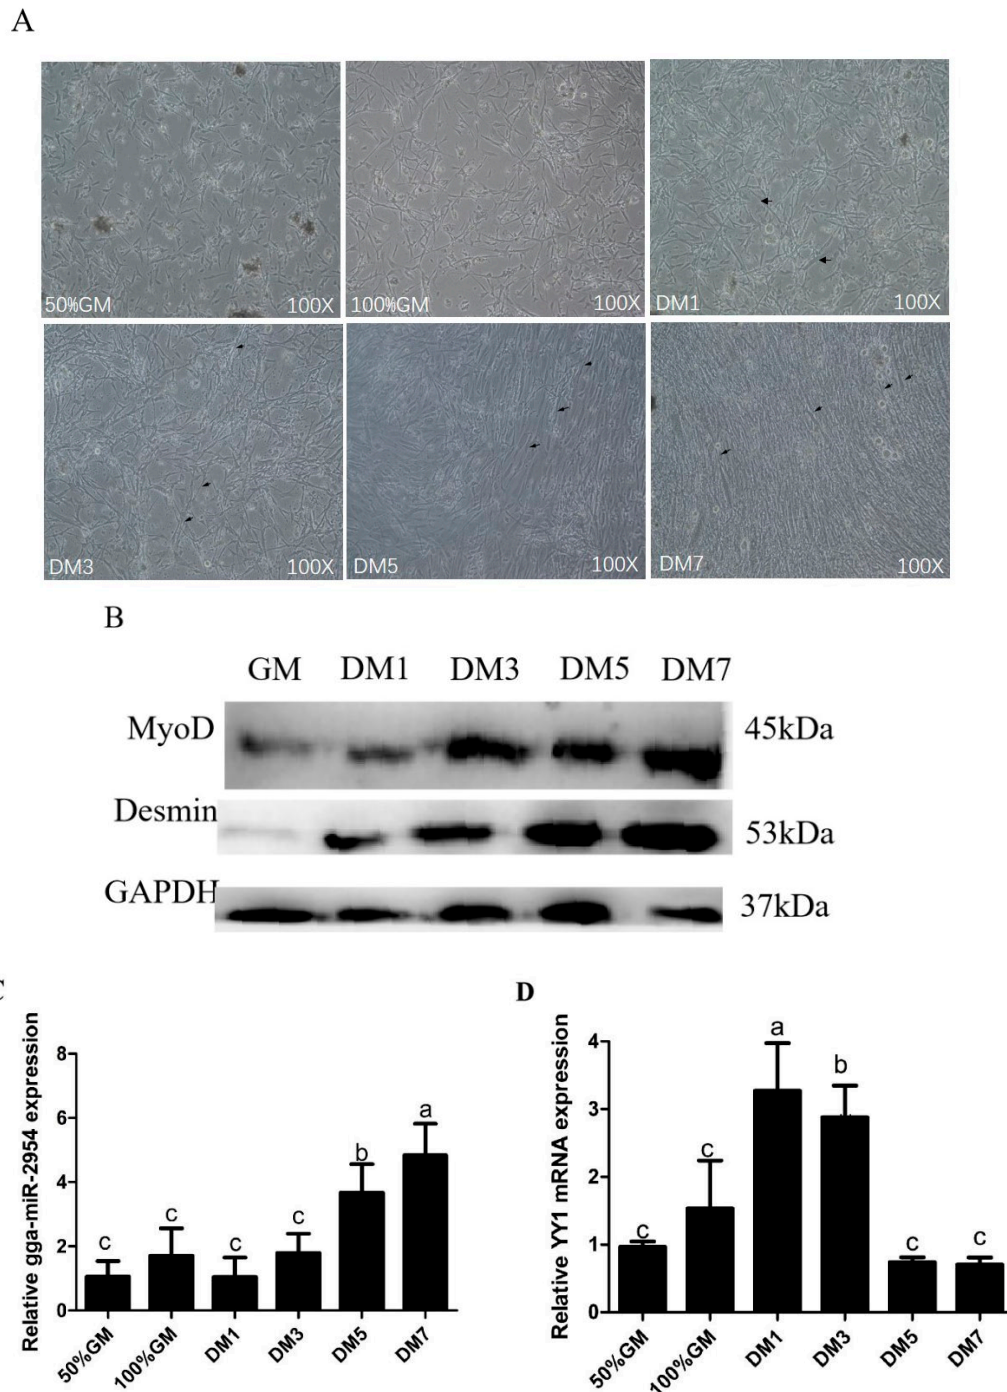 A
50%GM 100X
100%GM 100X
DM1 100X
DM3 100X
DM5 100X
DM7 100X
B
GM DM1 DM3 DM5 DM7
MyoD 45kDa
Desmin 53kDa
GAPDH 37kDa
C
Relative gga-miR-2954 expression
8
6
4
2
0
c c c c b a
50%GM 100%GM DM1 DM3 DM5 DM7
D
Relative YY1 mRNA expression
4
3
2
1
0
c c a b c c
50%GM 100%GM DM1 DM3 DM5 DM7